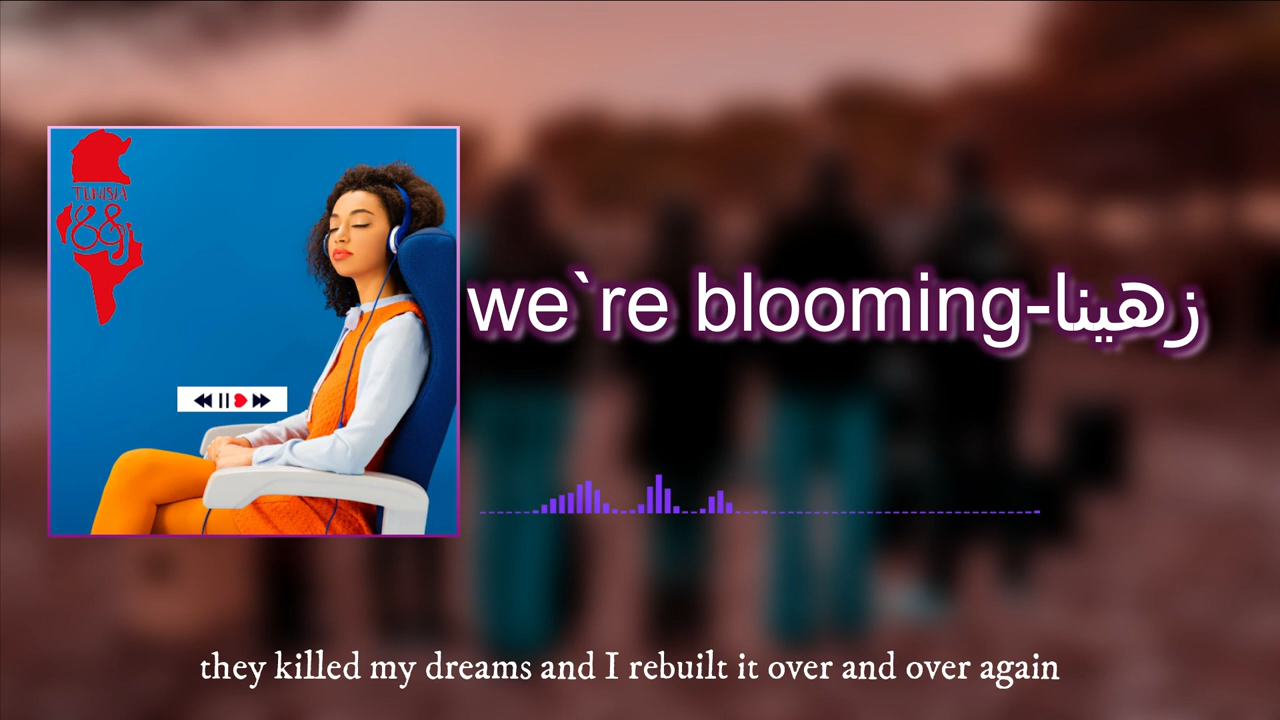 TUNISIA
we`re blooming-زهينا
they killed my dreams and I rebuilt it over and over again